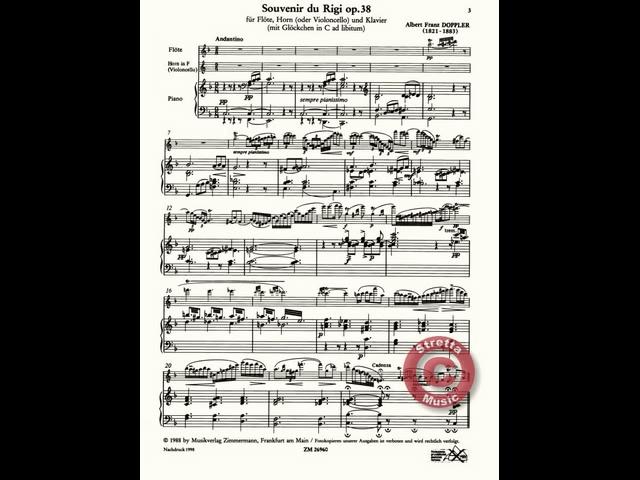 Souvenir du Rigi op.38
3
für Flöte, Horn (oder Violoncello) und Klavier
Albert Franz DOPPLER
(mit Glöckchen in C ad libitum)
(1821 - 1883)
Andantino
Flöte
pp
Horn in F
(Violoncello)
Piano
pp
sempre pianissimo
pp
7
sempre pianissimo
12
trem.
16
20
Cadenza
Stretta
Music
© 1988 by Musikverlag Zimmermann, Frankfurt am Main / Fotokopieren unserer Ausgaben ist verboten und wird rechtlich verfolgt.
Nachdruck 1998
ZM 26960